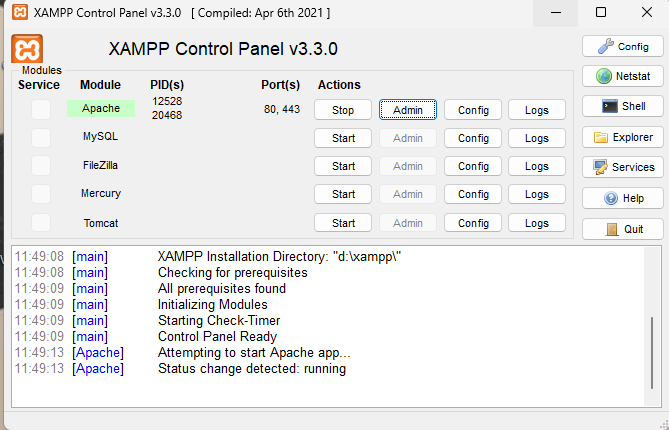 XAMPP Control Panel v3.3.0 [ Compiled: Apr 6th 2021 ]
XAMPP Control Panel v3.3.0
Config
Modules
Service Module PID(s) Port(s) Actions
Netstat
Apache 12528 20468 80, 443 Stop Admin Config Logs
Shell
MySQL Start Admin Config Logs
Explorer
FileZilla Start Admin Config Logs
Services
Mercury Start Admin Config Logs
Help
Tomcat Start Admin Config Logs
Quit
11:49:08 [main] XAMPP Installation Directory: "d:\xampp\"
11:49:08 [main] Checking for prerequisites
11:49:09 [main] All prerequisites found
11:49:09 [main] Initializing Modules
11:49:09 [main] Starting Check-Timer
11:49:09 [main] Control Panel Ready
11:49:13 [Apache] Attempting to start Apache app...
11:49:13 [Apache] Status change detected: running